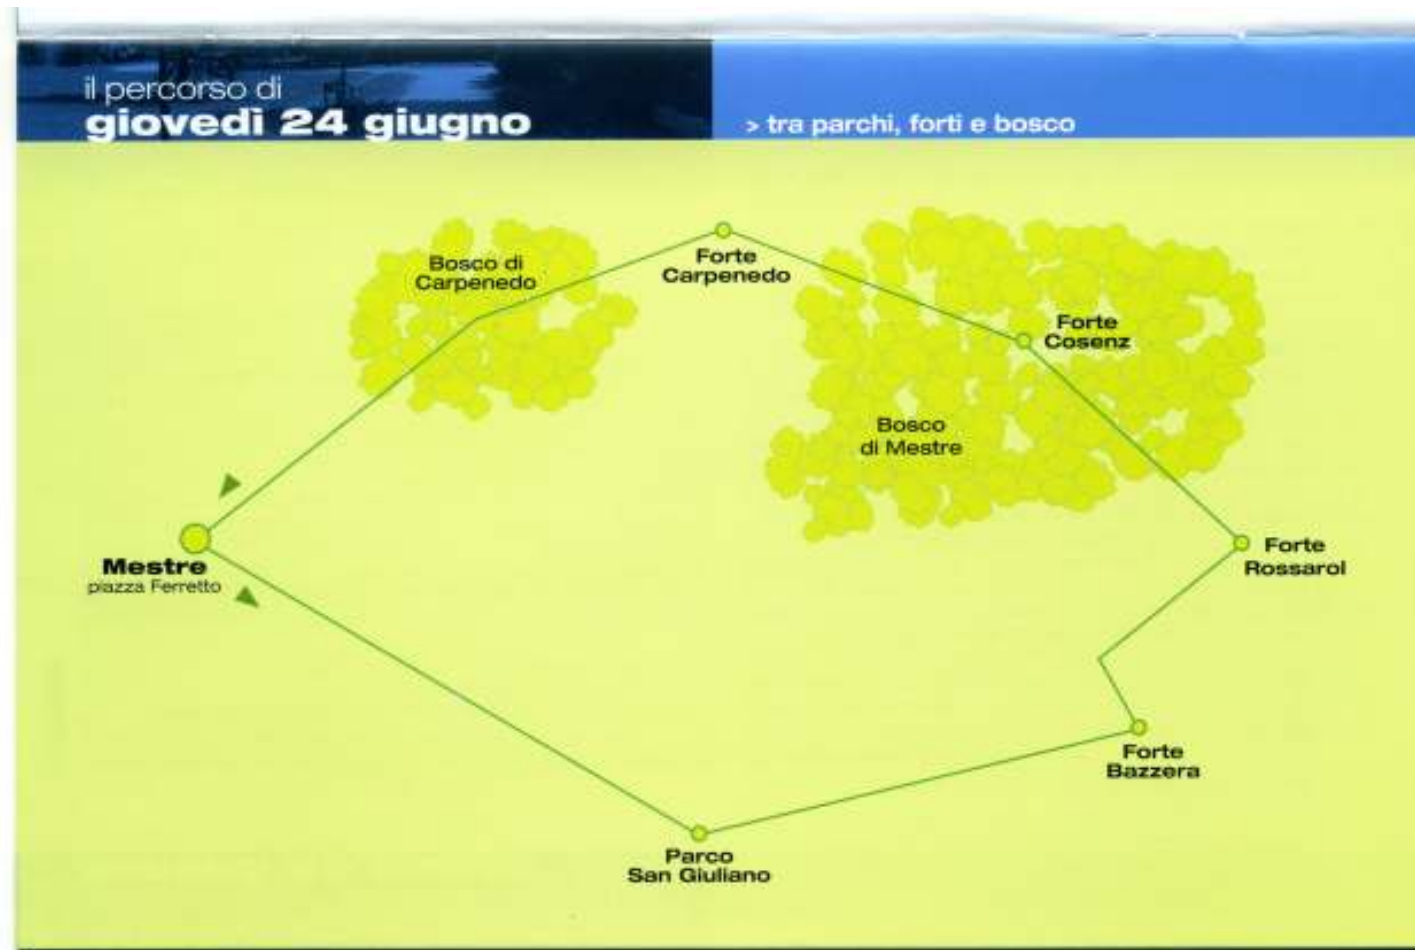 il percorso di
giovedì 24 giugno
> tra parchi, forti e bosco
Bosco di
Carpenedo
Forte
Carpenedo
Forte
Cosenz
Bosco
di Mestre
Mestre
piazza Ferretto
Forte
Rossarol
Forte
Bazzera
Parco
San Giuliano